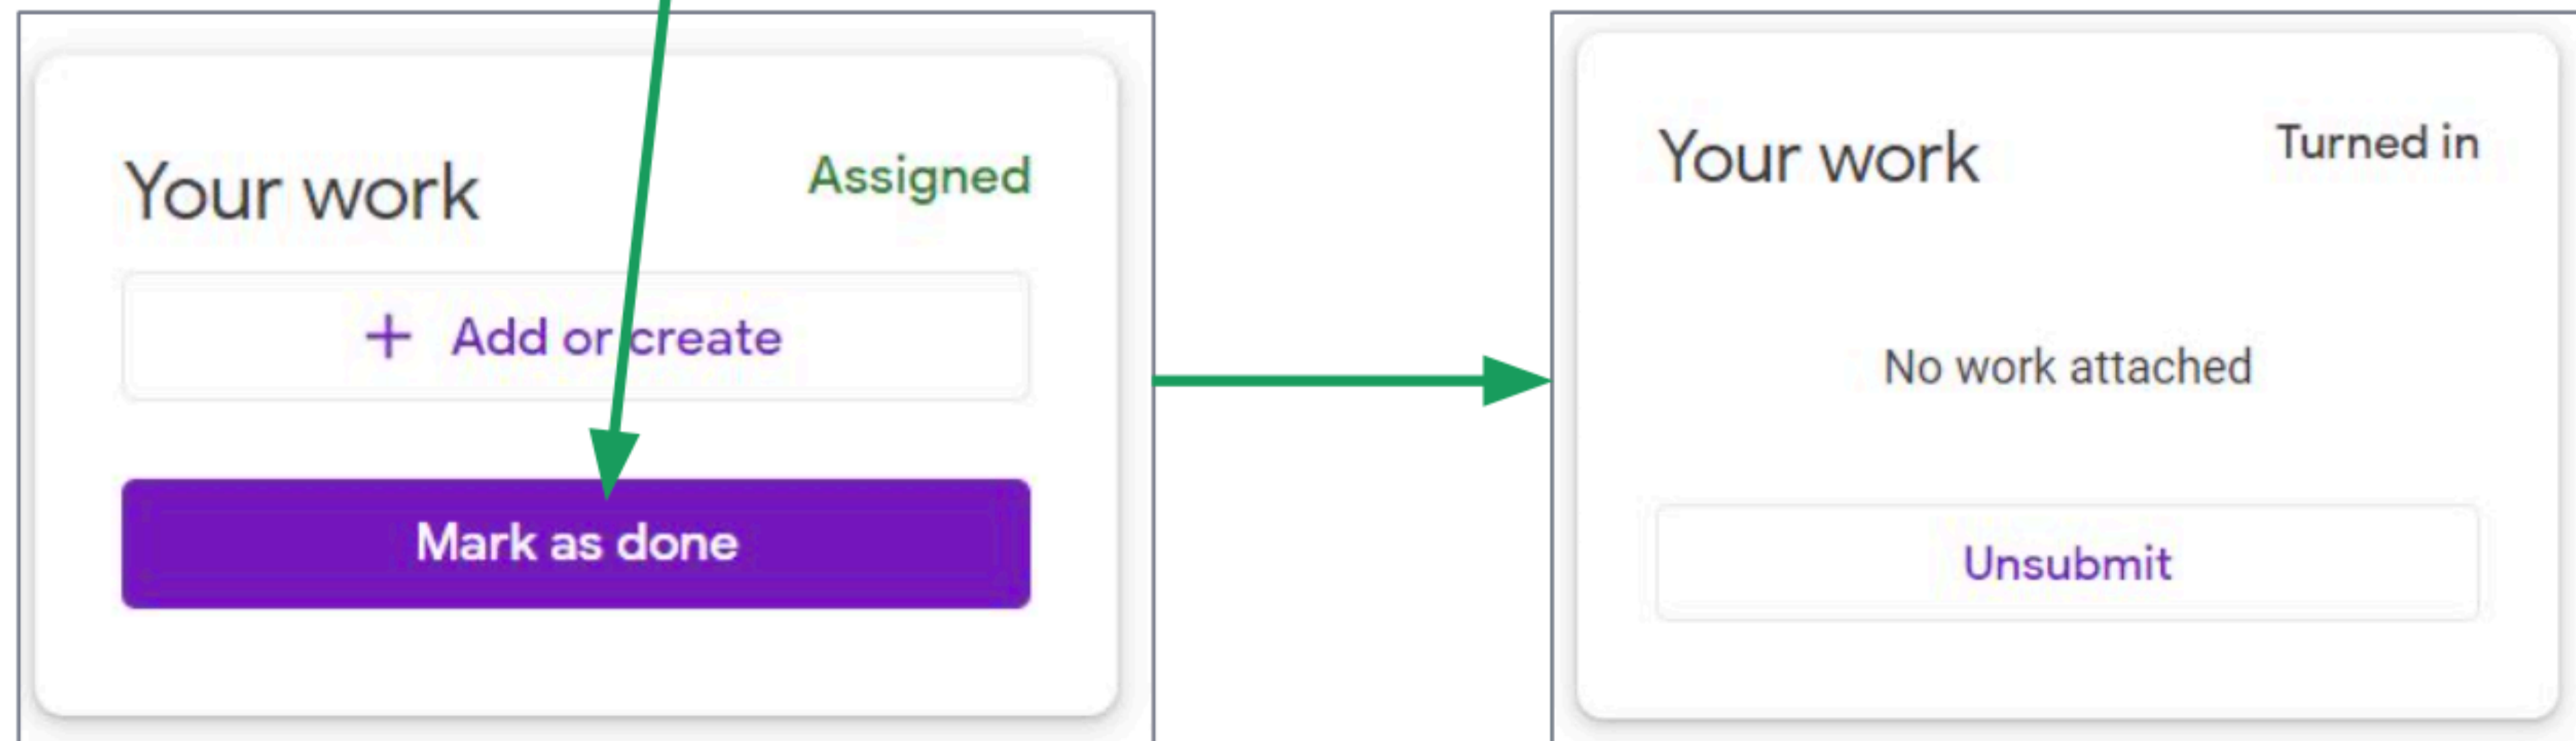 Your work
Assigned
+ Add or create
Mark as done
Your work
Turned in
No work attached
Unsubmit